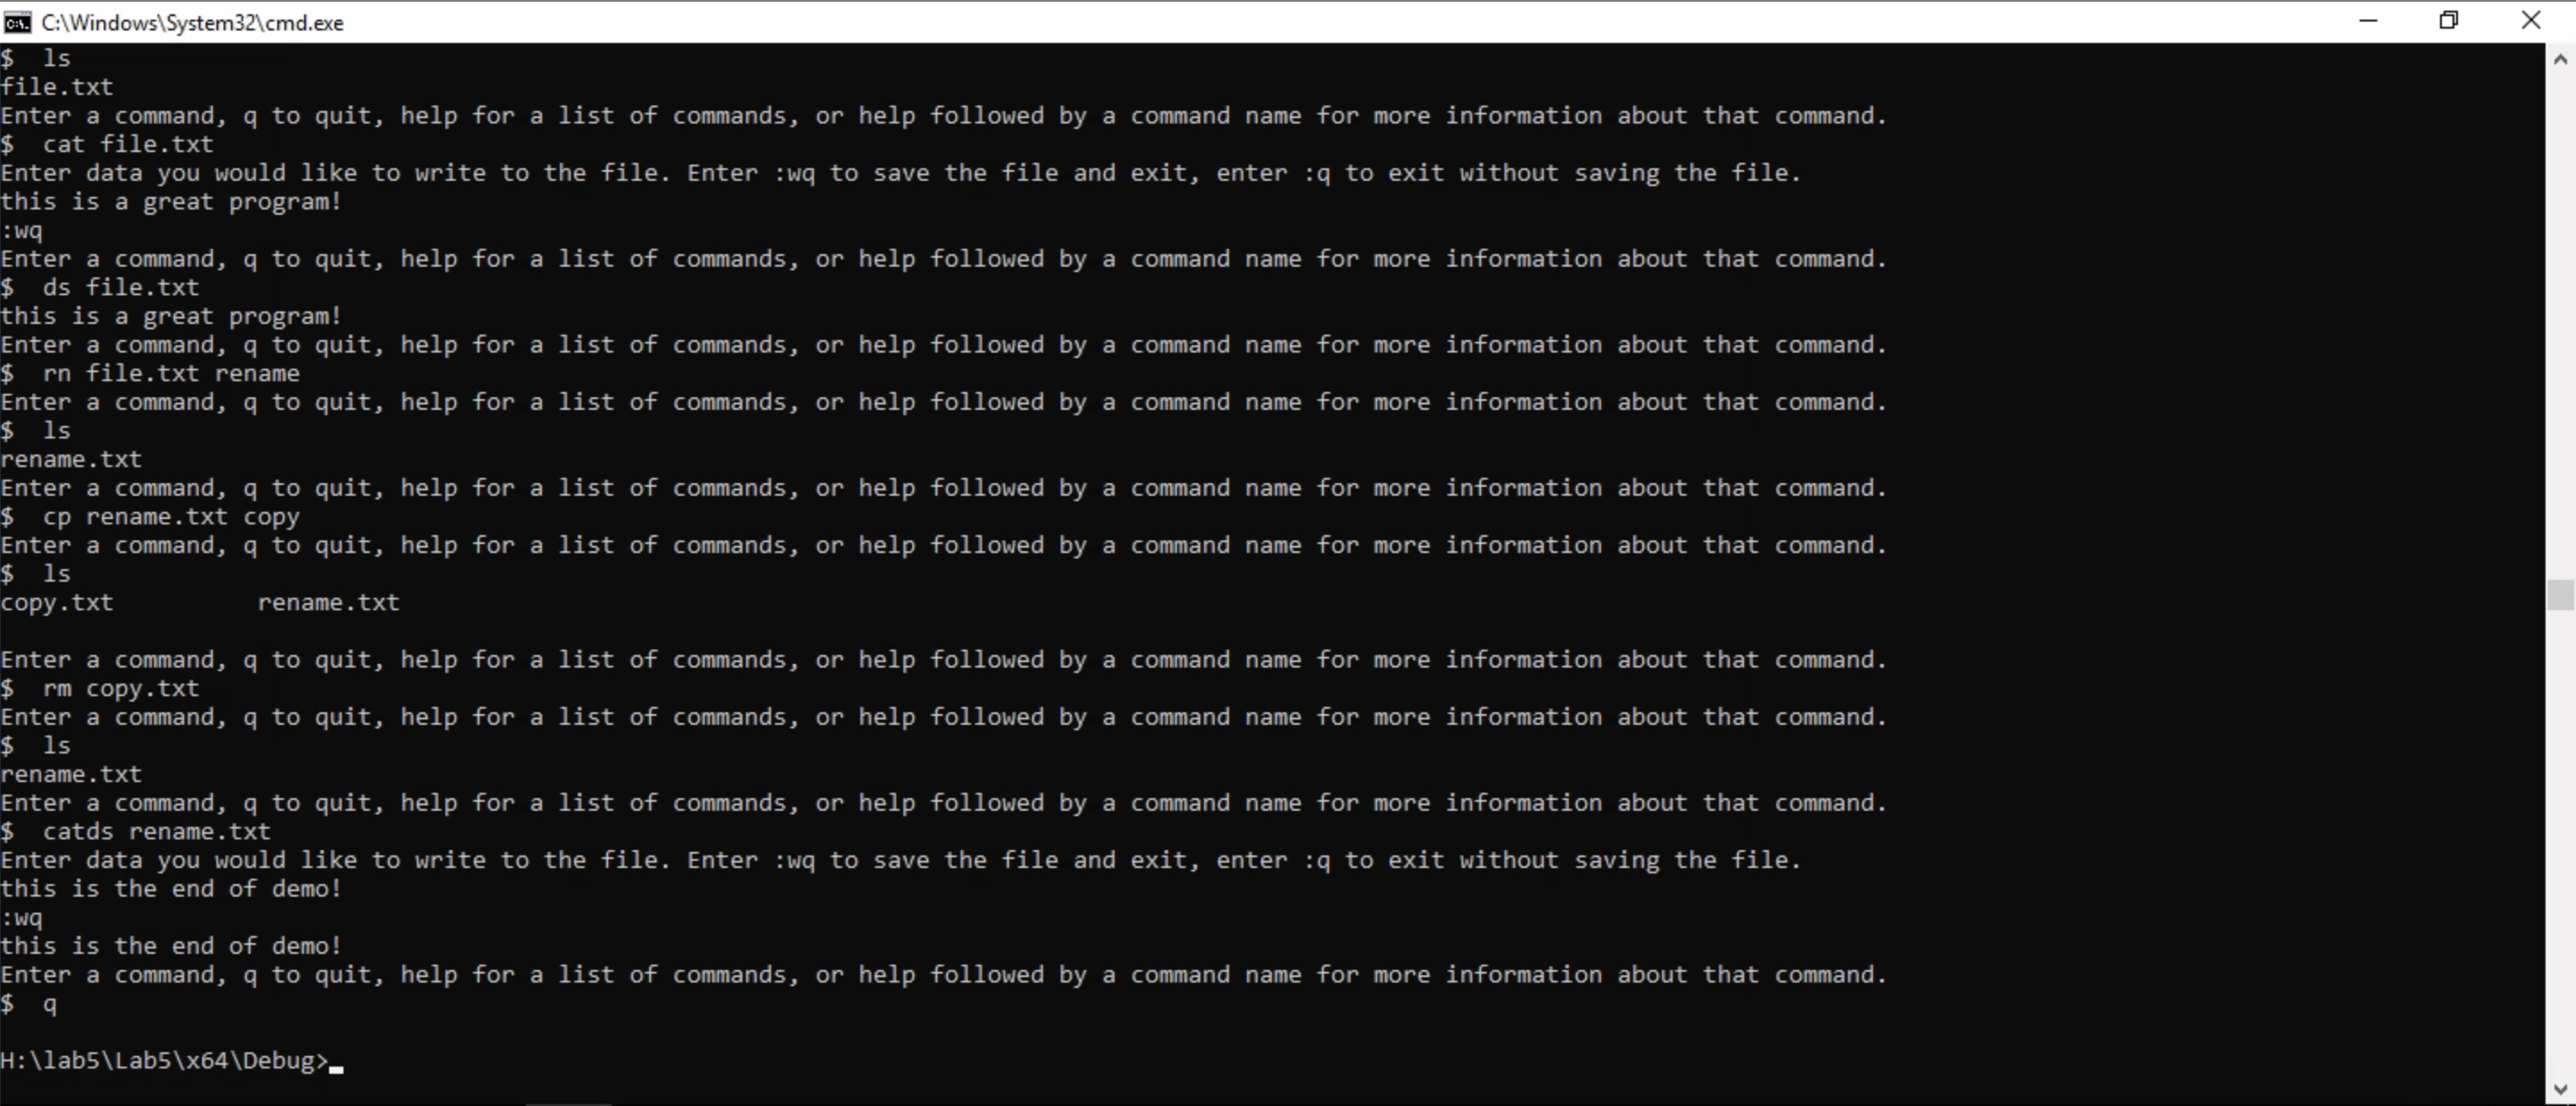 C:\Windows\System32\cmd.exe
$  ls
file.txt
Enter a command, q to quit, help for a list of commands, or help followed by a command name for more information about that command.
$  cat file.txt
Enter data you would like to write to the file. Enter :wq to save the file and exit, enter :q to exit without saving the file.
this is a great program!
:wq
Enter a command, q to quit, help for a list of commands, or help followed by a command name for more information about that command.
$  ds file.txt
this is a great program!
Enter a command, q to quit, help for a list of commands, or help followed by a command name for more information about that command.
$  rn file.txt rename
Enter a command, q to quit, help for a list of commands, or help followed by a command name for more information about that command.
$  ls
rename.txt
Enter a command, q to quit, help for a list of commands, or help followed by a command name for more information about that command.
$  cp rename.txt copy
Enter a command, q to quit, help for a list of commands, or help followed by a command name for more information about that command.
$  ls
copy.txt          rename.txt
Enter a command, q to quit, help for a list of commands, or help followed by a command name for more information about that command.
$  rm copy.txt
Enter a command, q to quit, help for a list of commands, or help followed by a command name for more information about that command.
$  ls
rename.txt
Enter a command, q to quit, help for a list of commands, or help followed by a command name for more information about that command.
$  catds rename.txt
Enter data you would like to write to the file. Enter :wq to save the file and exit, enter :q to exit without saving the file.
this is the end of demo!
:wq
this is the end of demo!
Enter a command, q to quit, help for a list of commands, or help followed by a command name for more information about that command.
$  q
H:\lab5\Lab5\x64\Debug>